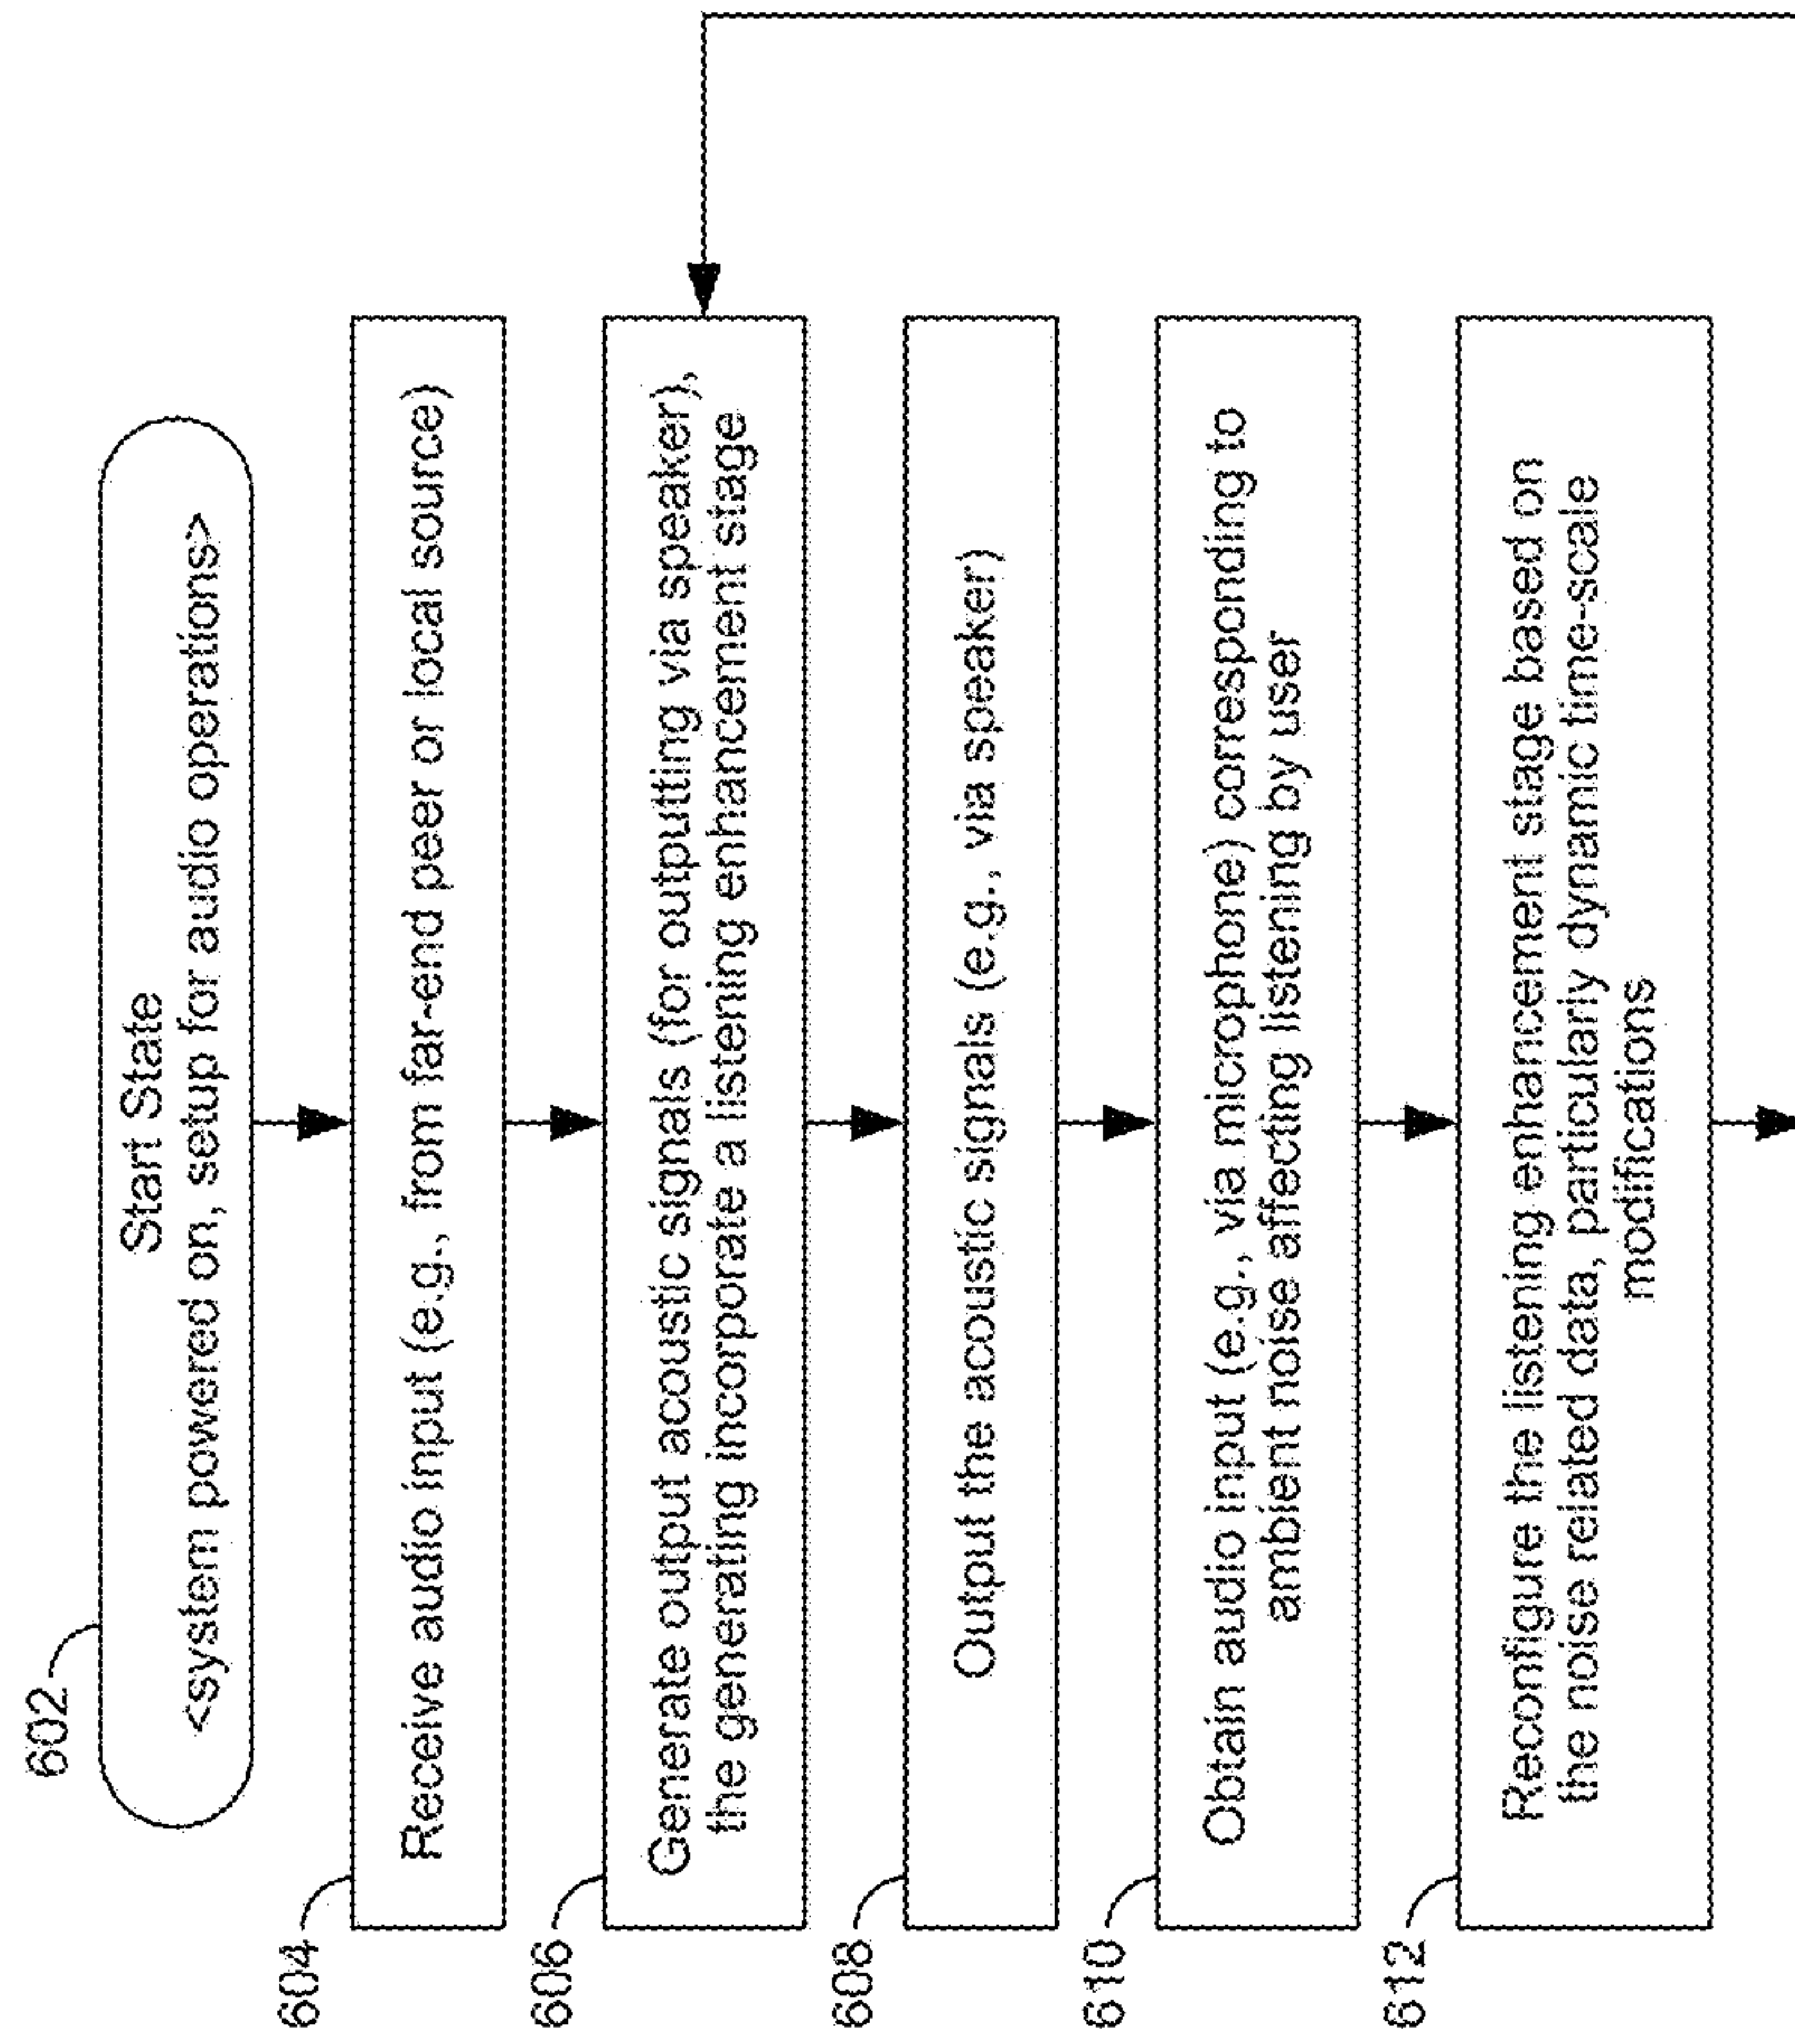 602
Start State
<system powered on, setup for audio operations>
604
Receive audio input (e.g., from far-end peer or local source)
606
Generate output acoustic signals (for outputting via speaker),
the generating incorporate a listening enhancement stage
608
Output the acoustic signals (e.g., via speaker)
610
Obtain audio input (e.g., via microphone) corresponding to
ambient noise affecting listening by user
612
Reconfigure the listening enhancement stage based on
the noise related data, particularly dynamic time-scale
modifications